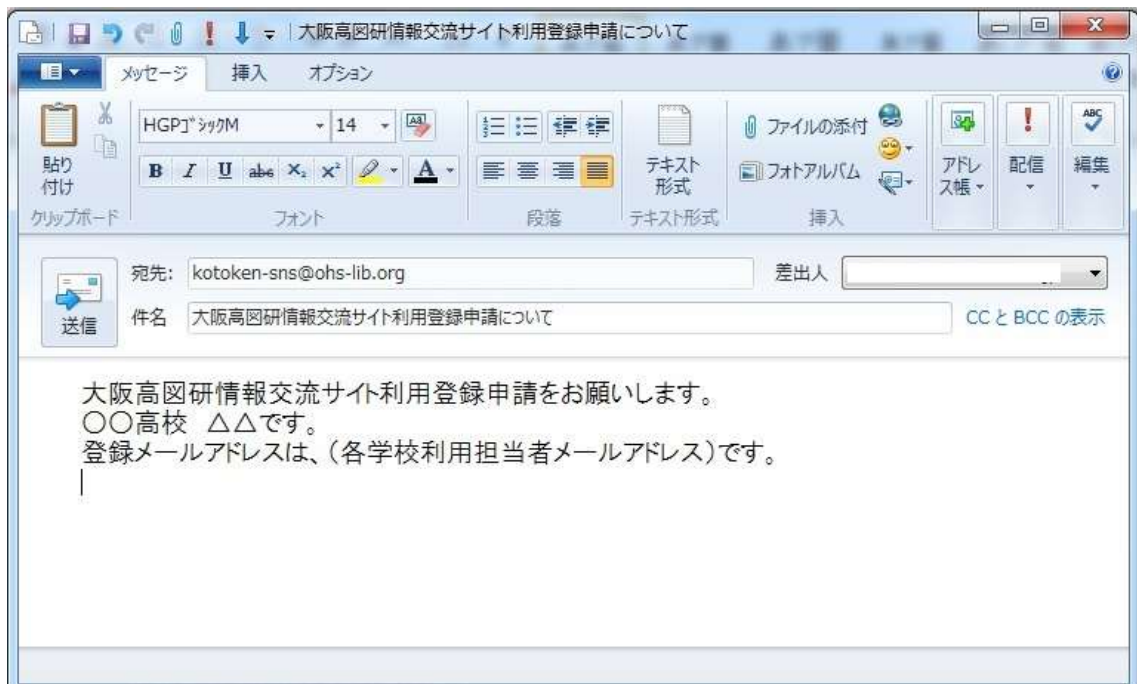 大阪高図研情報交流サイト利用登録申請について
メッセージ 挿入 オプション
貼り付け
クリップボード
HGPｺﾞｼｯｸM 14
B I U abe X₂ X²
フォント
段落
テキスト形式
テキスト形式
ファイルの添付
フォトアルバム
挿入
アドレス帳
配信
ABC
編集
宛先: kotoken-sns@ohs-lib.org 差出人
送信
件名 大阪高図研情報交流サイト利用登録申請について CC と BCC の表示
大阪高図研情報交流サイト利用登録申請をお願いします。
〇〇高校 △△です。
登録メールアドレスは、（各学校利用担当者メールアドレス）です。